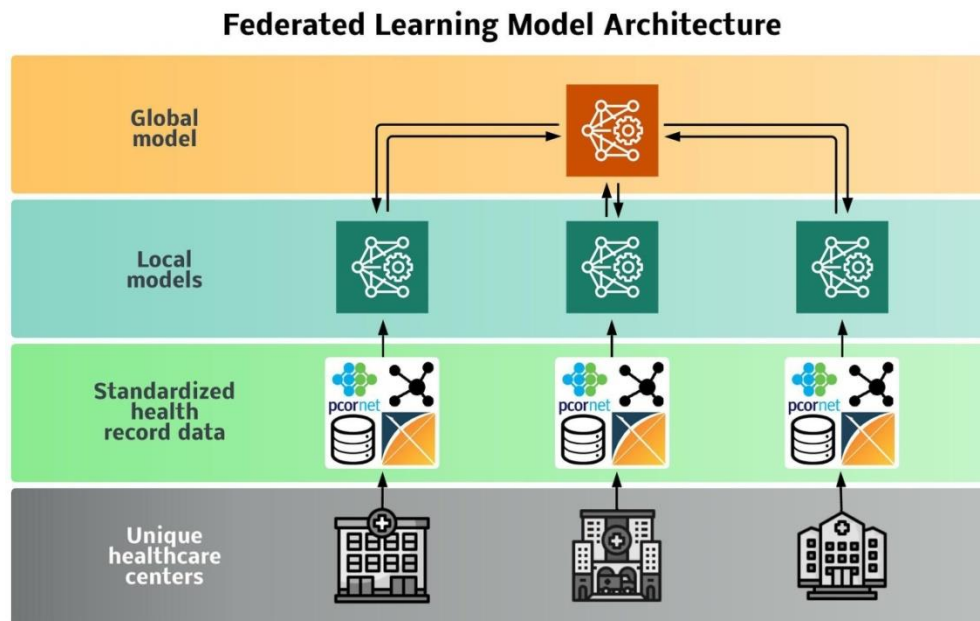 Federated Learning Model Architecture
Global
model
Local
models
Standardized
health
record data
pcornet
pcornet
pcornet
Unique
healthcare
centers